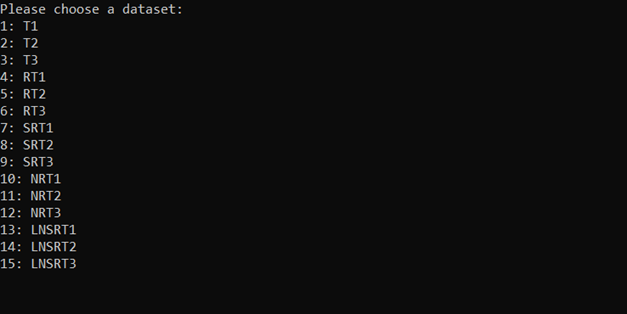 Please choose a dataset:
1: T1
2: T2
3: T3
4: RT1
5: RT2
6: RT3
7: SRT1
8: SRT2
9: SRT3
10: NRT1
11: NRT2
12: NRT3
13: LNSRT1
14: LNSRT2
15: LNSRT3